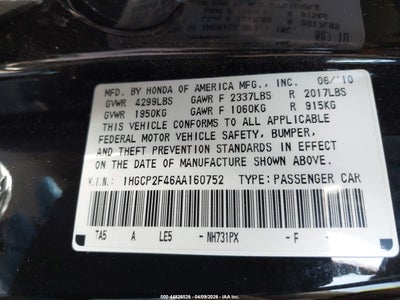 MFD. BY HONDA OF AMERICA MFG., INC. 06/10
GVWR 4299LBS GAWR F 2337LBS R 2017LBS
GVWR 1950KG GAWR F 1060KG R 915KG
THIS VEHICLE CONFORMS TO ALL APPLICABLE
FEDERAL MOTOR VEHICLE SAFETY, BUMPER,
AND THEFT PREVENTION STANDARDS IN EFFECT
ON THE DATE OF MANUFACTURE SHOWN ABOVE.
V.I.N.: 1HGCP2F46AA160752 TYPE: PASSENGER CAR
TA5 A LE5 -NH731PX -F -